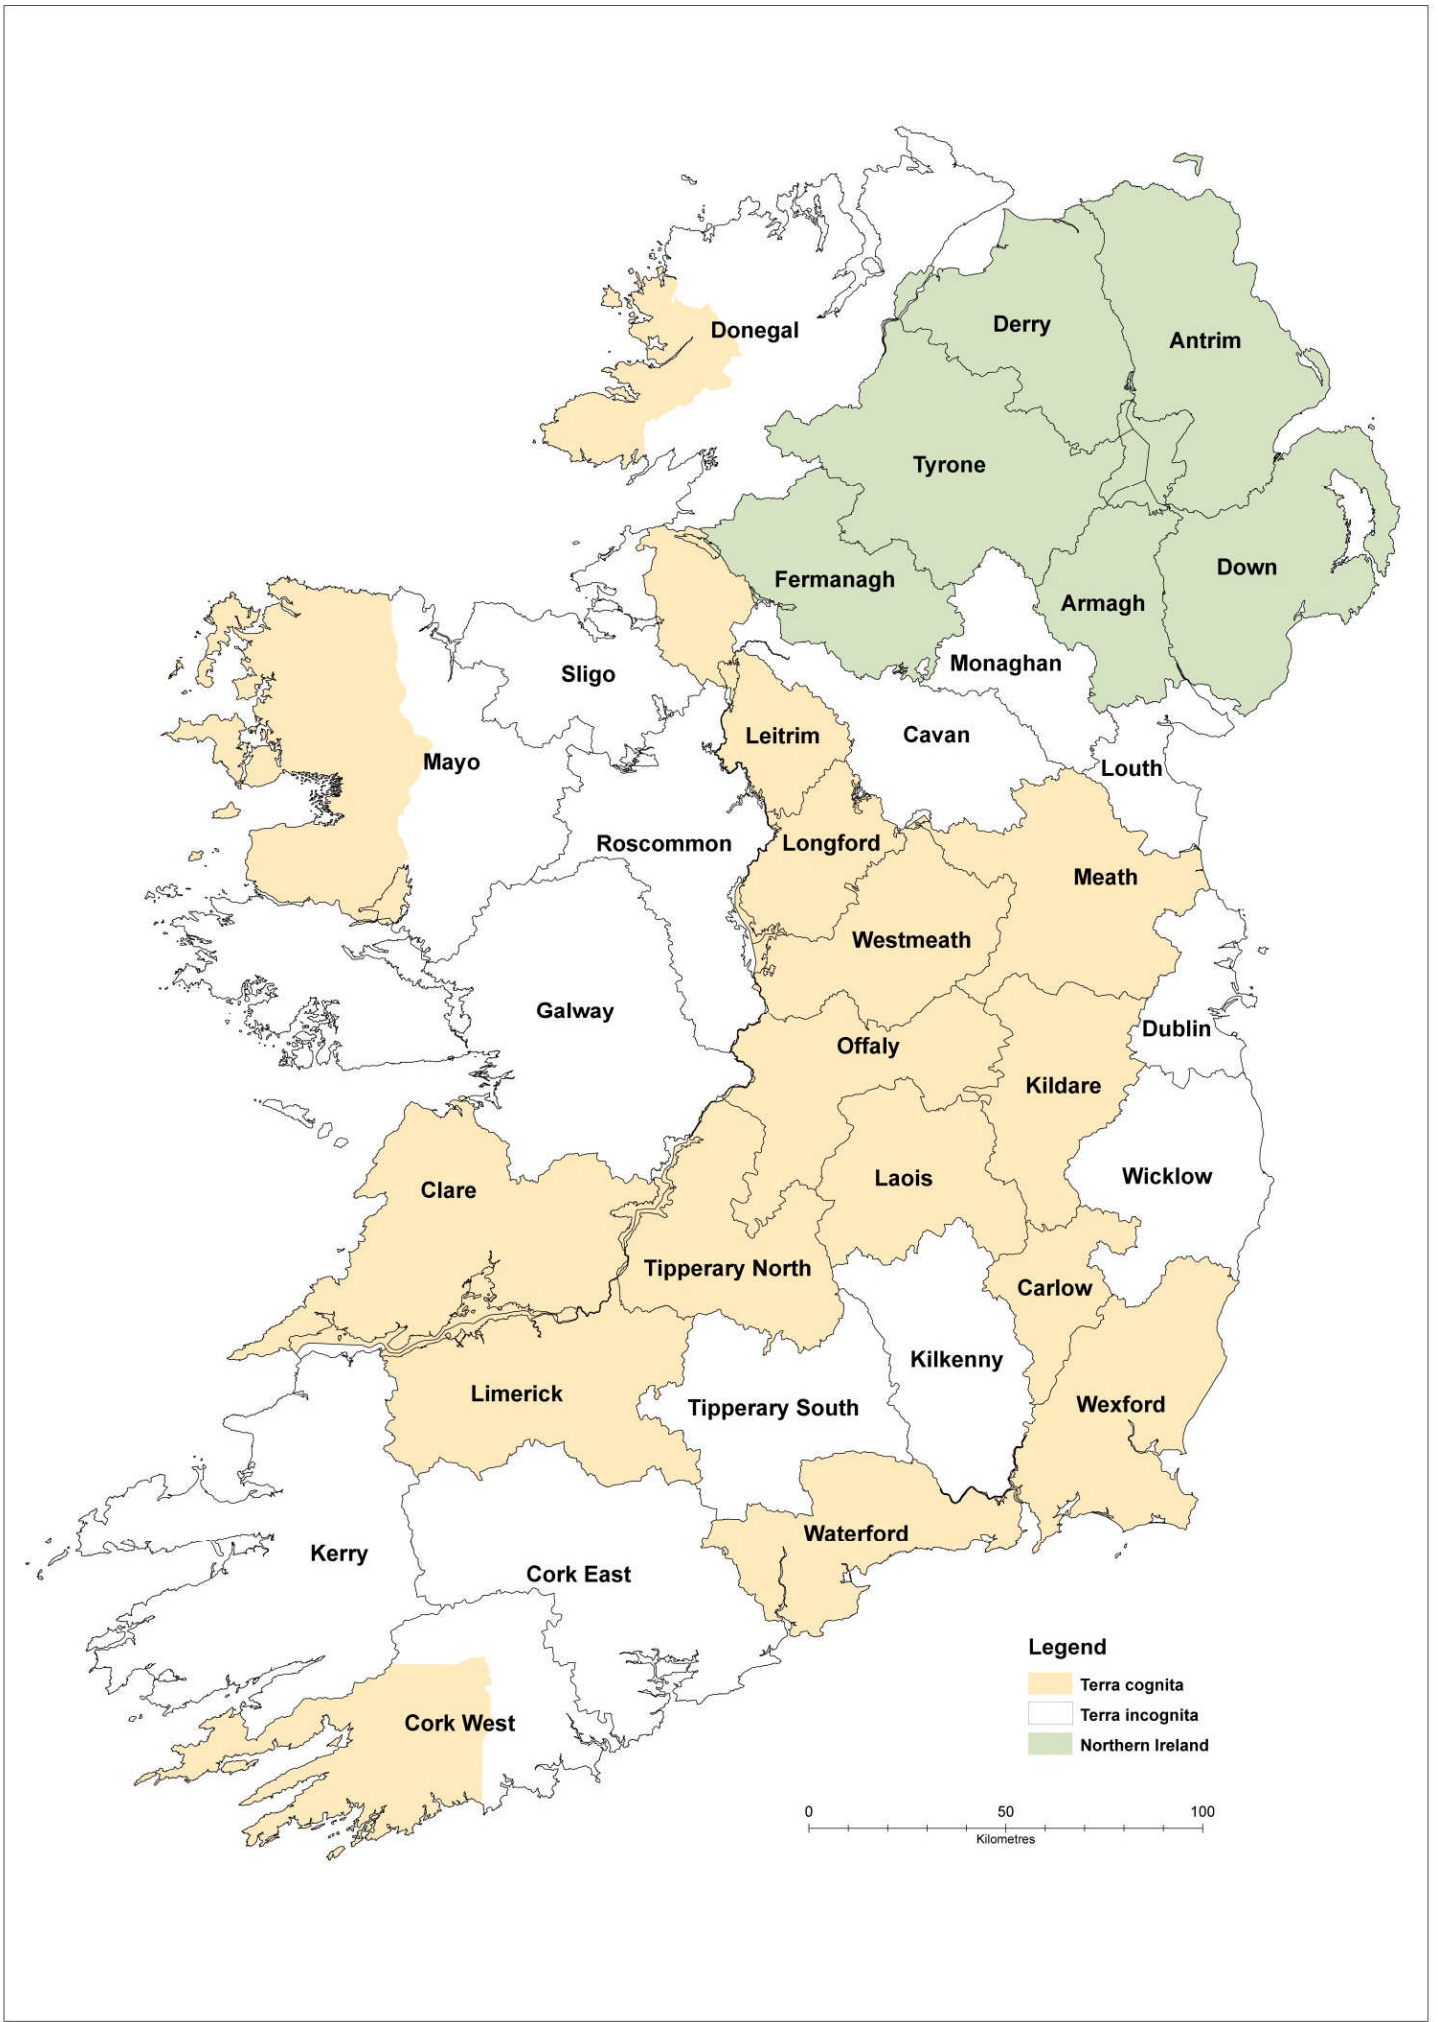 Donegal
Derry
Antrim
Tyrone
Fermanagh
Down
Armagh
Monaghan
Sligo
Leitrim
Cavan
Mayo
Louth
Roscommon
Longford
Meath
Westmeath
Galway
Dublin
Offaly
Kildare
Wicklow
Laois
Clare
Tipperary North
Carlow
Kilkenny
Limerick
Wexford
Tipperary South
Waterford
Kerry
Cork East
Cork West
Legend
Terra cognita
Terra incognita
Northern Ireland
0 50 100
Kilometres